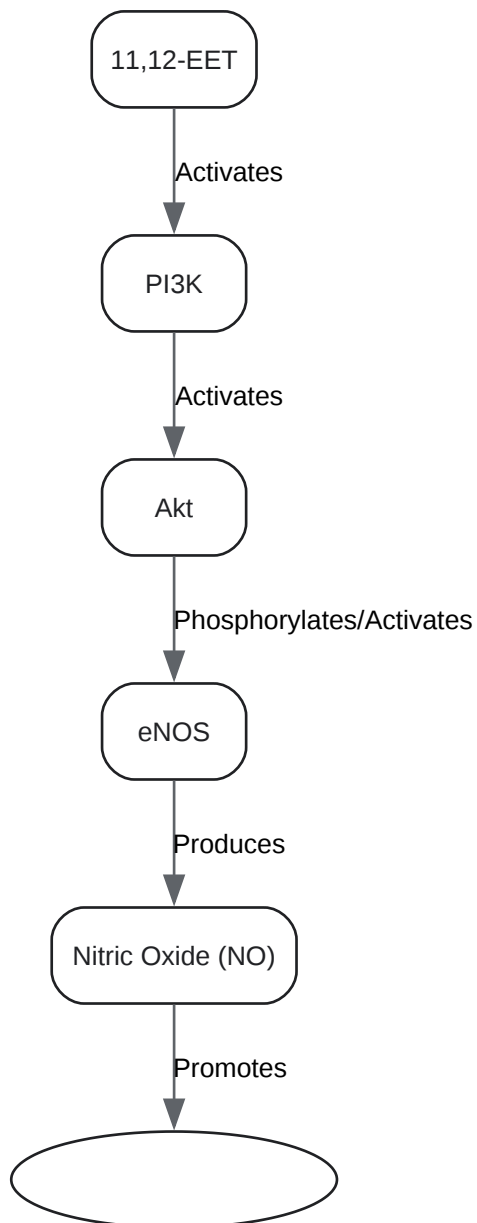 11,12-EET
Activates
PI3K
Activates
Akt
Phosphorylates/Activates
eNOS
Produces
Nitric Oxide (NO)
Promotes